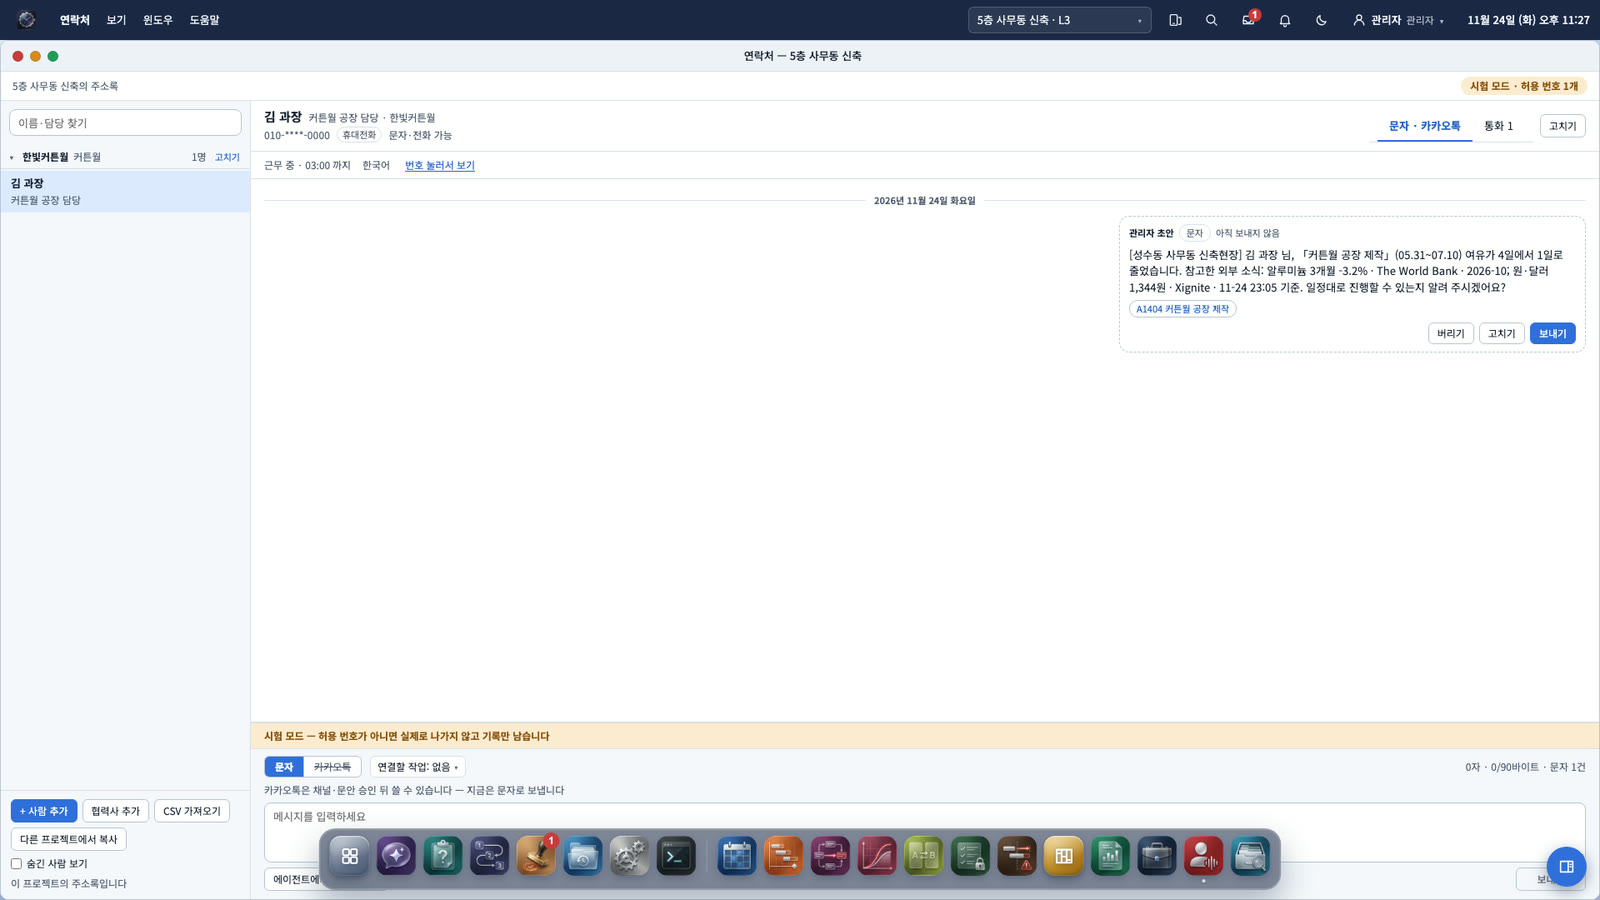 연락처 보기 윈도우 도움말 5층 사무동 신축 · L3 1 관리자 관리자 11월 24일 (화) 오후 11:27
연락처 — 5층 사무동 신축
5층 사무동 신축의 주소록 시험 모드 · 허용 번호 1개
이름·담당 찾기
한빛커튼월 커튼월 1명 고치기
김 과장
커튼월 공장 담당
김 과장 커튼월 공장 담당 · 한빛커튼월
010-****-0000 휴대전화 문자·전화 가능
문자 · 카카오톡 통화 1 고치기
근무 중 · 03:00 까지 한국어 번호 눌러서 보기
2026년 11월 24일 화요일
관리자 초안 문자 아직 보내지 않음
[성수동 사무동 신축현장] 김 과장 님, 「커튼월 공장 제작」(05.31~07.10) 여유가 4일에서 1일로
줄었습니다. 참고한 외부 소식: 알루미늄 3개월 -3.2% · The World Bank · 2026-10; 원·달러
1,344원 · Xignite · 11-24 23:05 기준. 일정대로 진행할 수 있는지 알려 주시겠어요?
A1404 커튼월 공장 제작
버리기 고치기 보내기
시험 모드 — 허용 번호가 아니면 실제로 나가지 않고 기록만 남습니다
문자 카카오톡 연결할 작업: 없음 0자 · 0/90바이트 · 문자 1건
카카오톡은 채널·문안 승인 뒤 쓸 수 있습니다 — 지금은 문자로 보냅니다
메시지를 입력하세요
+ 사람 추가 협력사 추가 CSV 가져오기
다른 프로젝트에서 복사
숨긴 사람 보기
이 프로젝트의 주소록입니다
에이전트에
1
A B